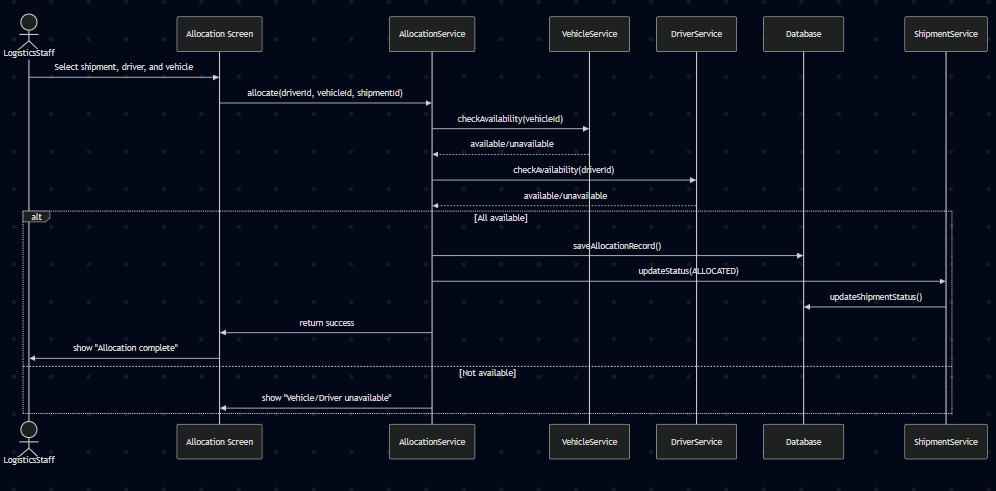 Allocation Screen
AllocationService
VehicleService
DriverService
Database
ShipmentService
LogisticsStaff
Select shipment, driver, and vehicle
allocate(driverId, vehicleId, shipmentId)
checkAvailability(vehicleId)
available/unavailable
checkAvailability(driverId)
available/unavailable
alt
[All available]
saveAllocationRecord()
updateStatus(ALLOCATED)
updateShipmentStatus()
return success
show "Allocation complete"
[Not available]
show "Vehicle/Driver unavailable"
Allocation Screen
AllocationService
VehicleService
DriverService
Database
ShipmentService
LogisticsStaff